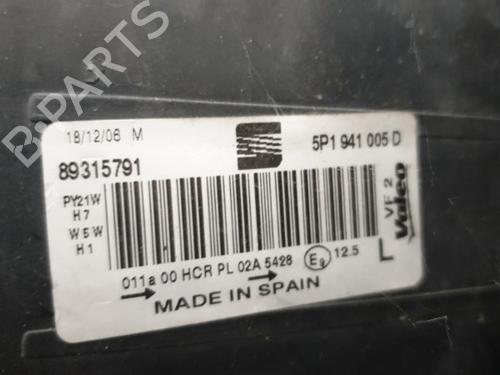 B-PARTS
18/12/06 M
89315791
5P1 941 005 D
PY21W
H7
W5W
H1
VF 2
Valeo
L
011a 00 HCR PL 02A 5428
E9
12.5
MADE IN SPAIN